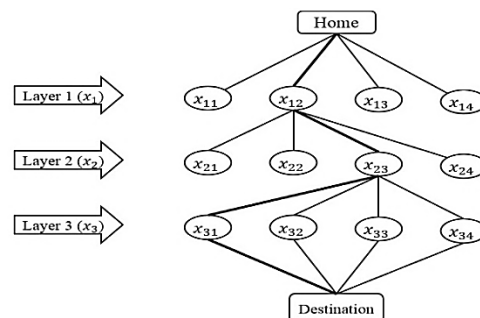 Home
Layer 1 (x₁)
x₁₁ x₁₂ x₁₃ x₁₄
Layer 2 (x₂)
x₂₁ x₂₂ x₂₃ x₂₄
Layer 3 (x₃)
x₃₁ x₃₂ x₃₃ x₃₄
Destination